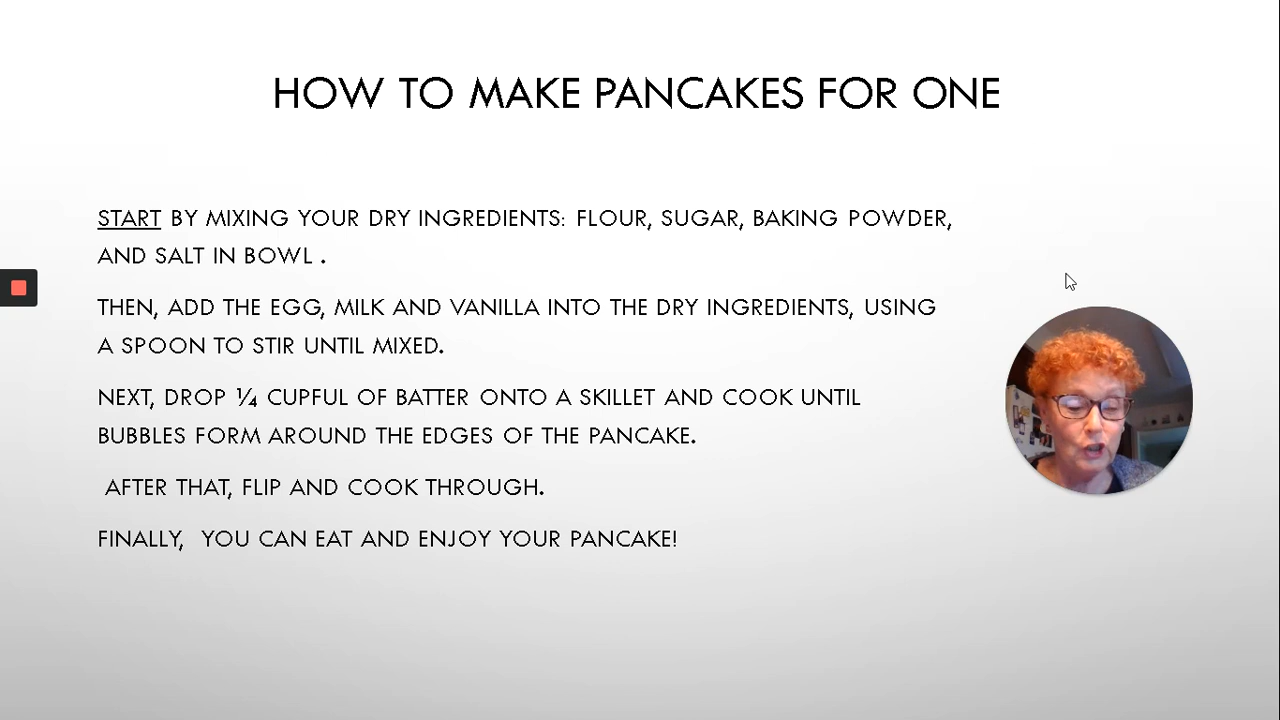 HOW TO MAKE PANCAKES FOR ONE
START BY MIXING YOUR DRY INGREDIENTS: FLOUR, SUGAR, BAKING POWDER,
AND SALT IN BOWL .
THEN, ADD THE EGG, MILK AND VANILLA INTO THE DRY INGREDIENTS, USING
A SPOON TO STIR UNTIL MIXED.
NEXT, DROP ¼ CUPFUL OF BATTER ONTO A SKILLET AND COOK UNTIL
BUBBLES FORM AROUND THE EDGES OF THE PANCAKE.
AFTER THAT, FLIP AND COOK THROUGH.
FINALLY,  YOU CAN EAT AND ENJOY YOUR PANCAKE!